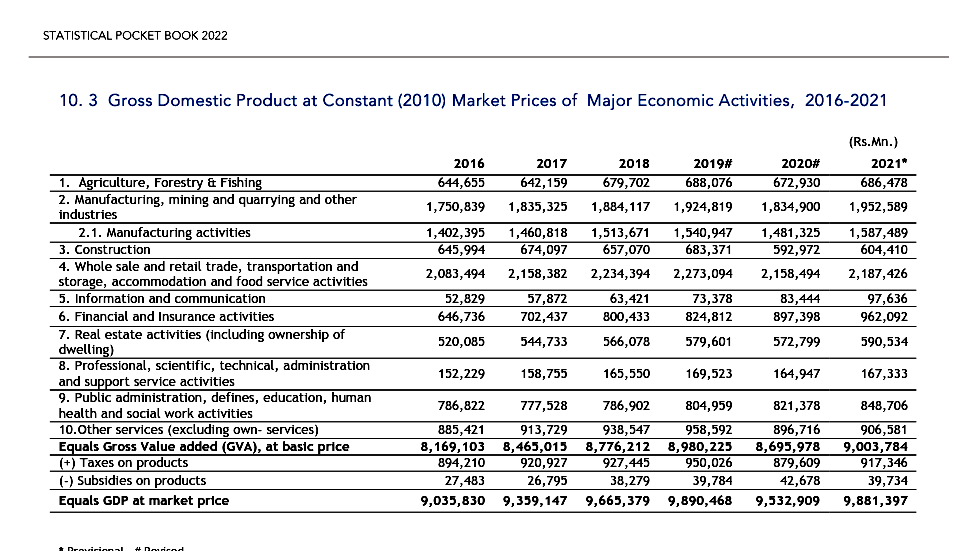 STATISTICAL POCKET BOOK 2022
10. 3 Gross Domestic Product at Constant (2010) Market Prices of Major Economic Activities, 2016-2021
(Rs.Mn.)
2016 2017 2018 2019# 2020# 2021*
1. Agriculture, Forestry & Fishing 644,655 642,159 679,702 688,076 672,930 686,478
2. Manufacturing, mining and quarrying and other
industries 1,750,839 1,835,325 1,884,117 1,924,819 1,834,900 1,952,589
2.1. Manufacturing activities 1,402,395 1,460,818 1,513,671 1,540,947 1,481,325 1,587,489
3. Construction 645,994 674,097 657,070 683,371 592,972 604,410
4. Whole sale and retail trade, transportation and
storage, accommodation and food service activities 2,083,494 2,158,382 2,234,394 2,273,094 2,158,494 2,187,426
5. Information and communication 52,829 57,872 63,421 73,378 83,444 97,636
6. Financial and Insurance activities 646,736 702,437 800,433 824,812 897,398 962,092
7. Real estate activities (including ownership of
dwelling) 520,085 544,733 566,078 579,601 572,799 590,534
8. Professional, scientific, technical, administration
and support service activities 152,229 158,755 165,550 169,523 164,947 167,333
9. Public administration, defines, education, human
health and social work activities 786,822 777,528 786,902 804,959 821,378 848,706
10.Other services (excluding own- services) 885,421 913,729 938,547 958,592 896,716 906,581
Equals Gross Value added (GVA), at basic price 8,169,103 8,465,015 8,776,212 8,980,225 8,695,978 9,003,784
(+) Taxes on products 894,210 920,927 927,445 950,026 879,609 917,346
(-) Subsidies on products 27,483 26,795 38,279 39,784 42,678 39,734
Equals GDP at market price 9,035,830 9,359,147 9,665,379 9,890,468 9,532,909 9,881,397
* Provisional # Revised